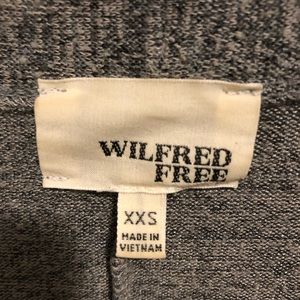 WILFRED
FREE
XXS
MADE IN
VIETNAM